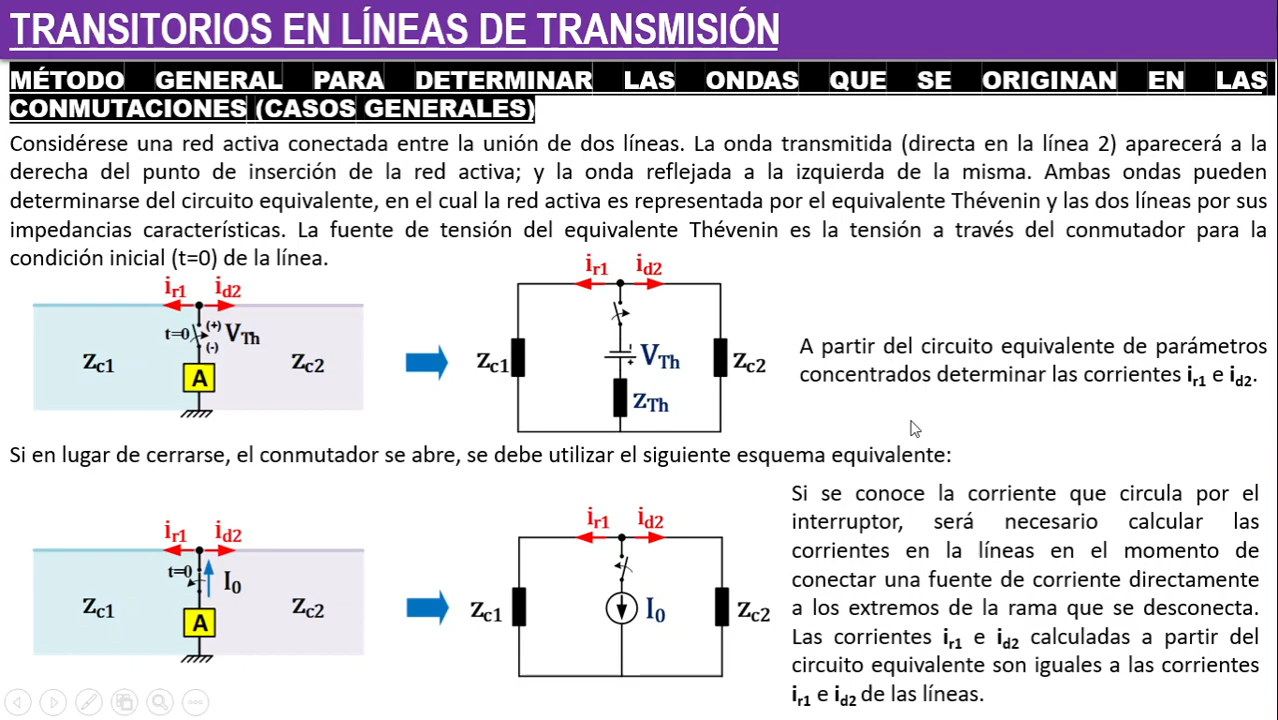 TRANSITORIOS EN LÍNEAS DE TRANSMISIÓN
MÉTODO GENERAL PARA DETERMINAR LAS ONDAS QUE SE ORIGINAN EN LAS
CONMUTACIONES (CASOS GENERALES)
Considérese una red activa conectada entre la unión de dos líneas. La onda transmitida (directa en la línea 2) aparecerá a la
derecha del punto de inserción de la red activa; y la onda reflejada a la izquierda de la misma. Ambas ondas pueden
determinarse del circuito equivalente, en el cual la red activa es representada por el equivalente Thévenin y las dos líneas por sus
impedancias características. La fuente de tensión del equivalente Thévenin es la tensión a través del conmutador para la
condición inicial (t=0) de la línea.
ir1 id2
t=0 (+) (-) VTh
Zc1 A Zc2
ir1 id2
Zc1 VTh Zc2
ZTh
A partir del circuito equivalente de parámetros
concentrados determinar las corrientes ir1 e id2.
Si en lugar de cerrarse, el conmutador se abre, se debe utilizar el siguiente esquema equivalente:
ir1 id2
t=0 I0
Zc1 A Zc2
ir1 id2
Zc1 I0 Zc2
Si se conoce la corriente que circula por el
interruptor, será necesario calcular las
corrientes en la líneas en el momento de
conectar una fuente de corriente directamente
a los extremos de la rama que se desconecta.
Las corrientes ir1 e id2 calculadas a partir del
circuito equivalente son iguales a las corrientes
ir1 e id2 de las líneas.